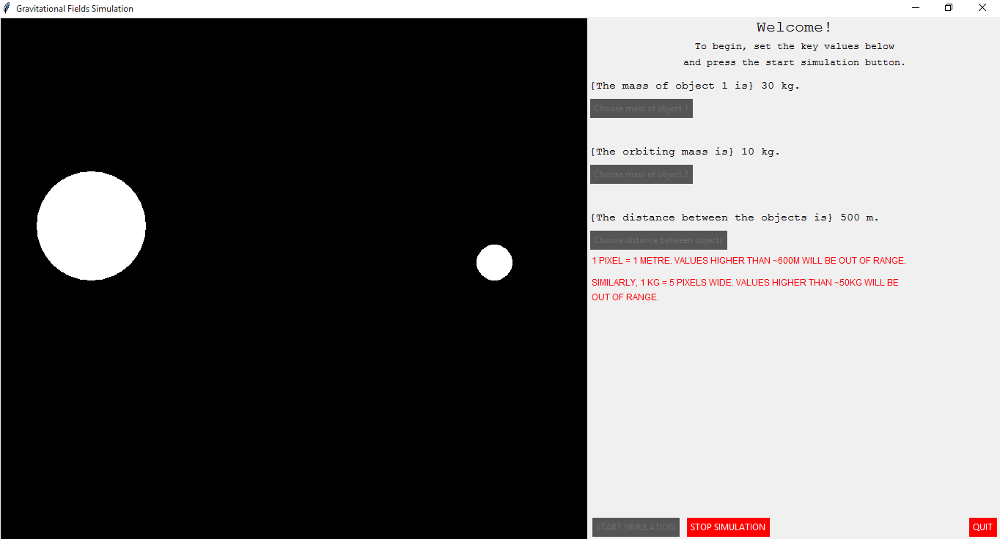 Gravitational Fields Simulation
Welcome!
To begin, set the key values below
and press the start simulation button.
{The mass of object 1 is} 30 kg.
Choose mass of object 1
{The orbiting mass is} 10 kg.
Choose mass of object 2
{The distance between the objects is} 500 m.
Choose distance between objects
1 PIXEL = 1 METRE. VALUES HIGHER THAN ~600M WILL BE OUT OF RANGE.
SIMILARLY, 1 KG = 5 PIXELS WIDE. VALUES HIGHER THAN ~50KG WILL BE
OUT OF RANGE.
START SIMULATION STOP SIMULATION QUIT